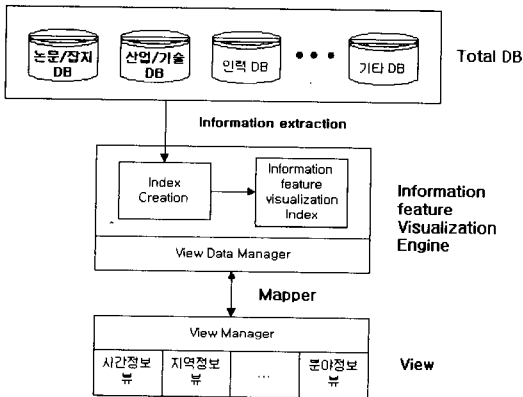 논문/잡지 DB
산업/기술 DB
인력 DB
• • •
기타 DB
Total DB
Information extraction
Index Creation
Information feature visualization Index
Information feature Visualization Engine
View Data Manager
Mapper
View Manager
시간정보 뷰
지역정보 뷰
...
분야정보 뷰
View